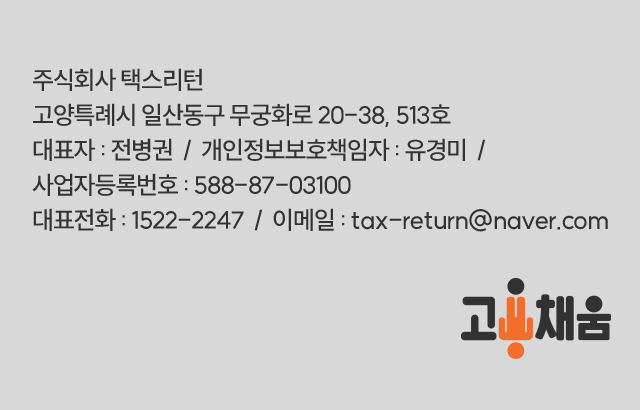 주식회사 택스리턴
고양특례시 일산동구 무궁화로 20-38, 513호
대표자 : 전병권 / 개인정보보호책임자 : 유경미 /
사업자등록번호 : 588-87-03100
대표전화 : 1522-2247 / 이메일 : tax-return@naver.com
고용채움